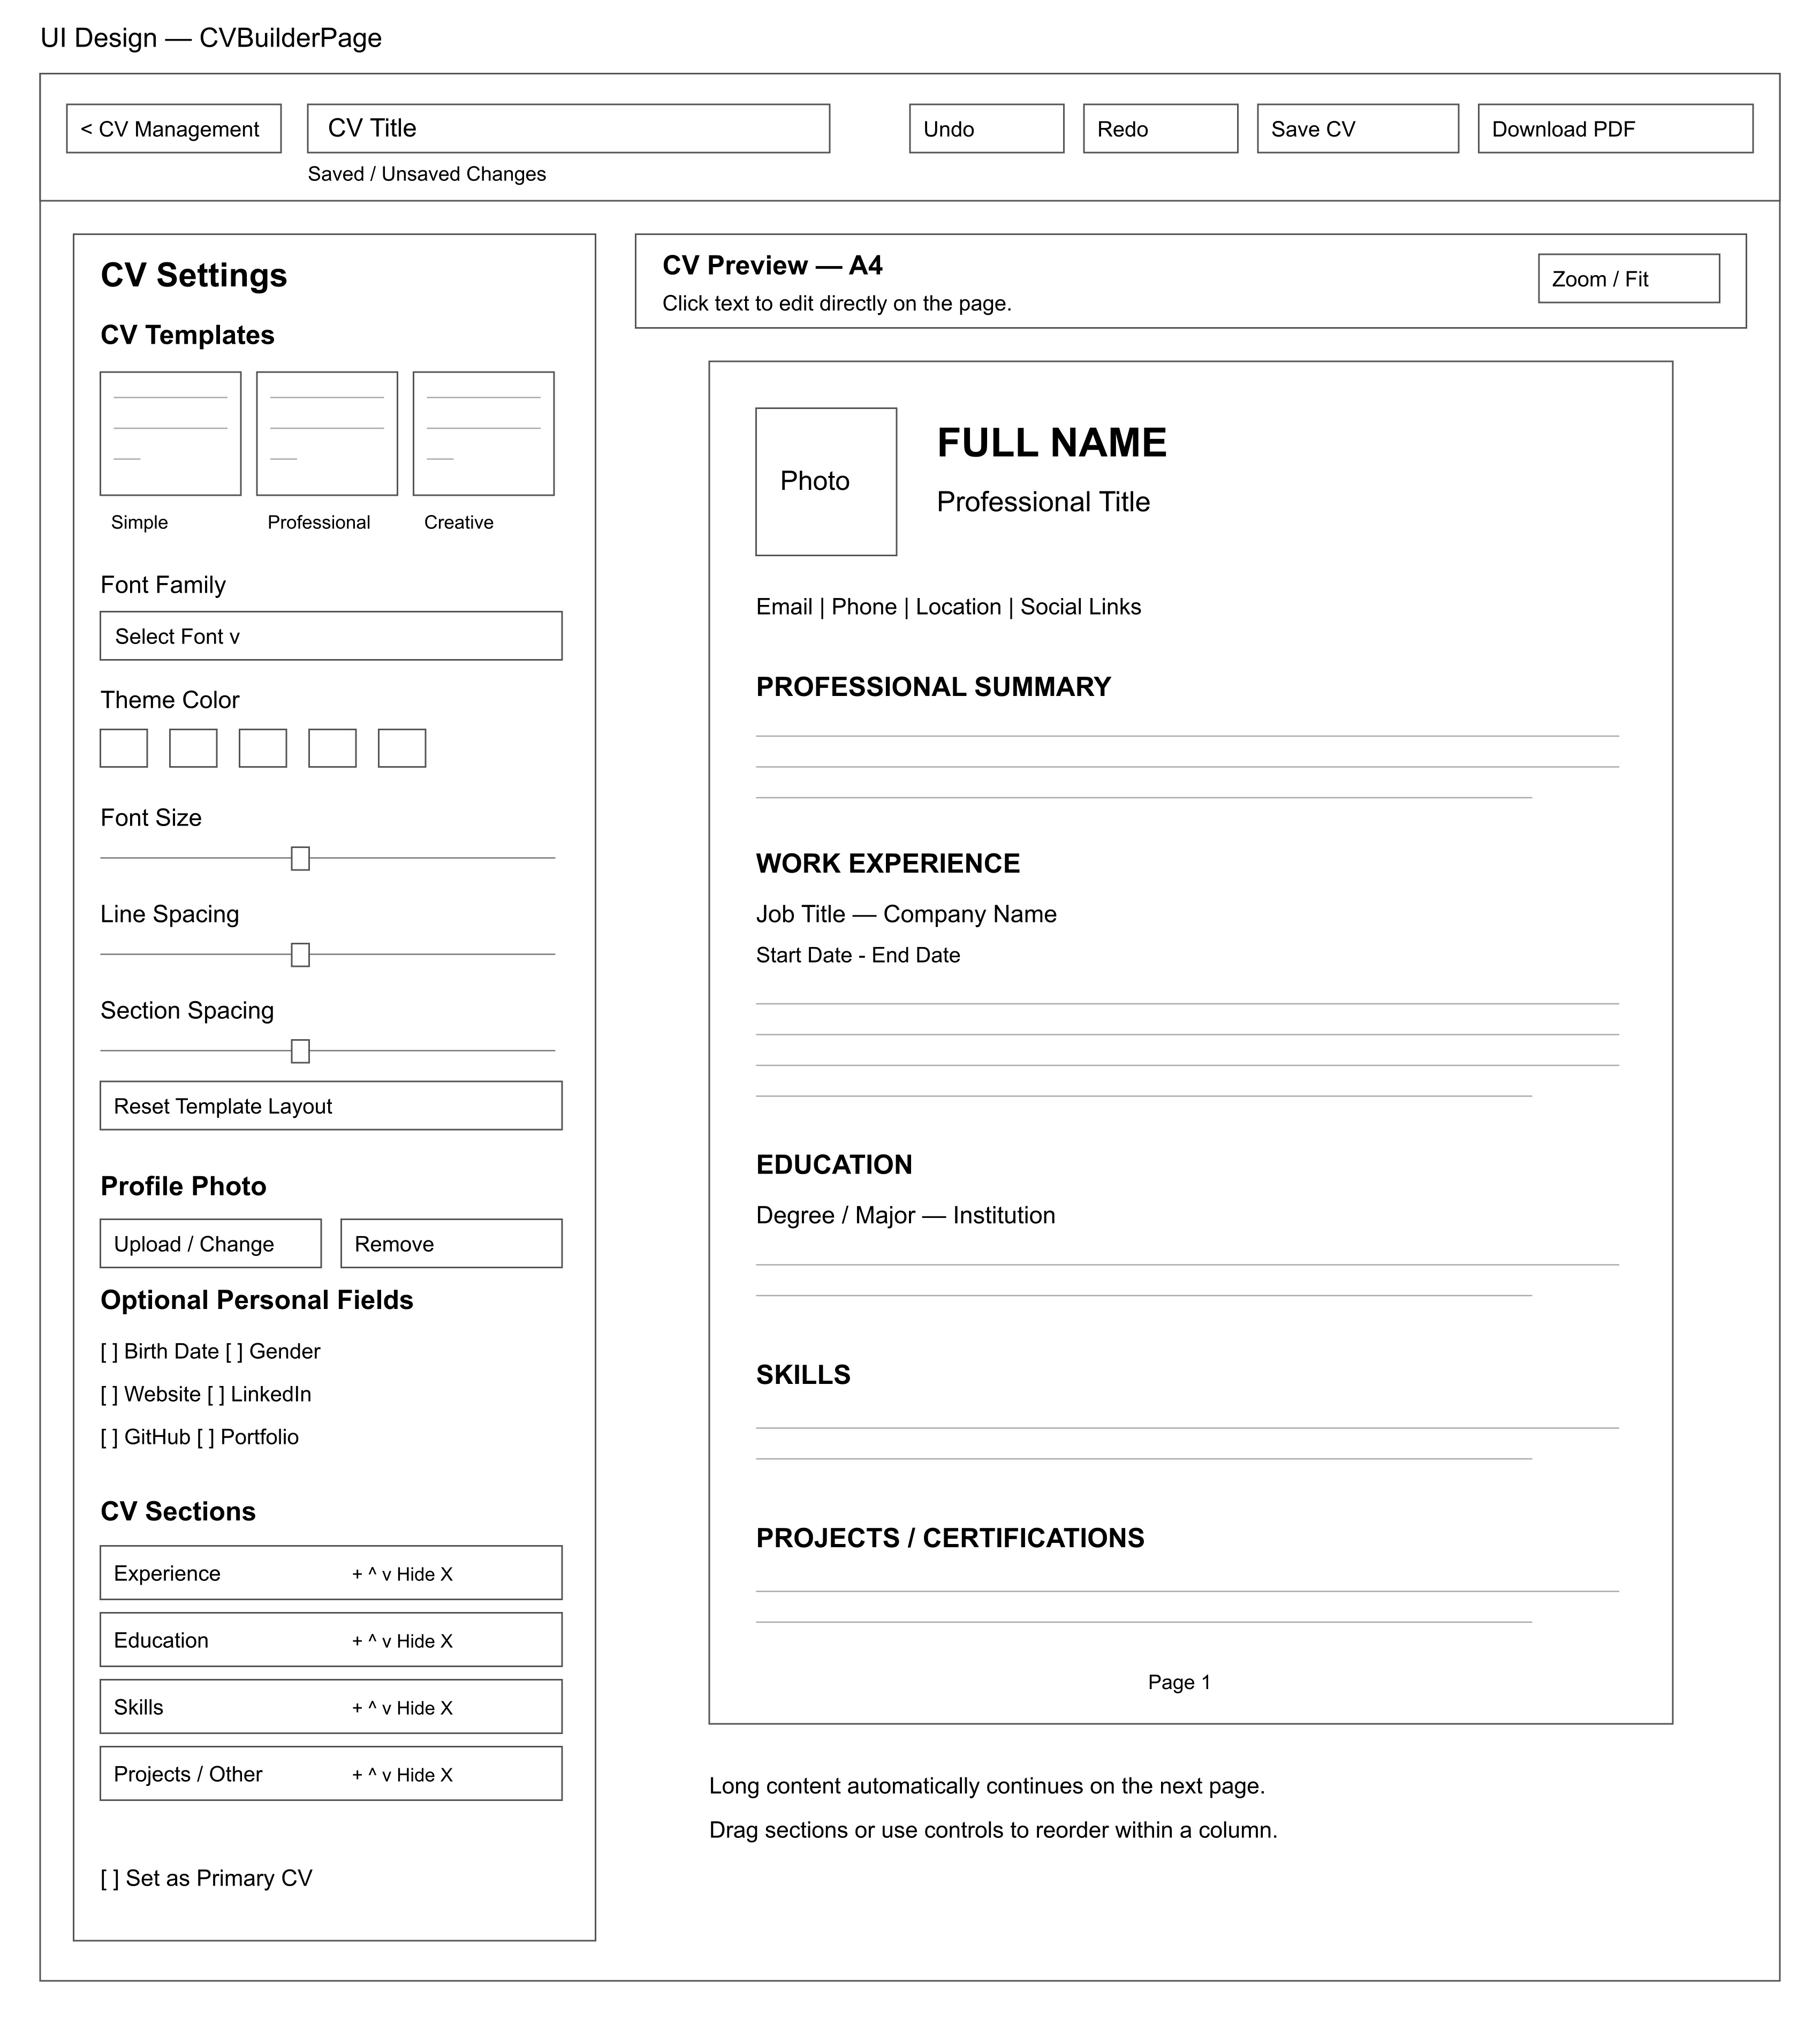 UI Design — CVBuilderPage
< CV Management
CV Title
Undo
Redo
Save CV
Download PDF
Saved / Unsaved Changes
CV Settings
CV Templates
Simple
Professional
Creative
Font Family
Select Font v
Theme Color
Font Size
Line Spacing
Section Spacing
Reset Template Layout
Profile Photo
Upload / Change
Remove
Optional Personal Fields
[ ] Birth Date [ ] Gender
[ ] Website [ ] LinkedIn
[ ] GitHub [ ] Portfolio
CV Sections
Experience + ^ v Hide X
Education + ^ v Hide X
Skills + ^ v Hide X
Projects / Other + ^ v Hide X
[ ] Set as Primary CV
CV Preview — A4
Click text to edit directly on the page.
Zoom / Fit
Photo
FULL NAME
Professional Title
Email | Phone | Location | Social Links
PROFESSIONAL SUMMARY
WORK EXPERIENCE
Job Title — Company Name
Start Date - End Date
EDUCATION
Degree / Major — Institution
SKILLS
PROJECTS / CERTIFICATIONS
Page 1
Long content automatically continues on the next page.
Drag sections or use controls to reorder within a column.